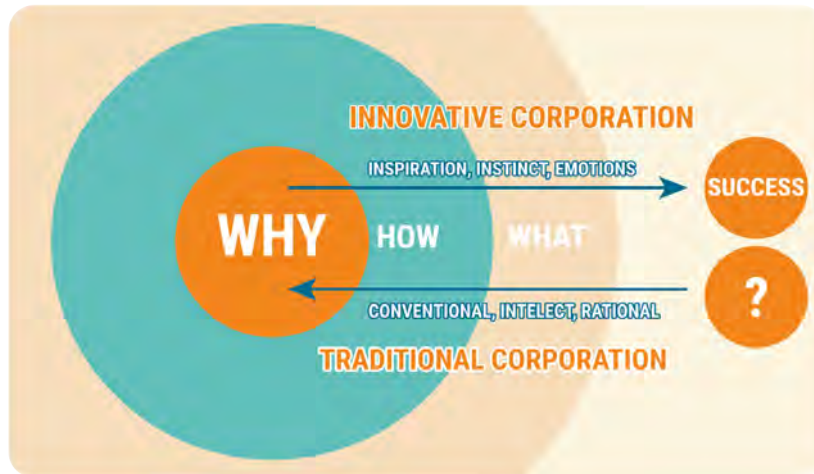 INNOVATIVE CORPORATION
INSPIRATION, INSTINCT, EMOTIONS
SUCCESS
WHY HOW WHAT
?
CONVENTIONAL, INTELECT, RATIONAL
TRADITIONAL CORPORATION